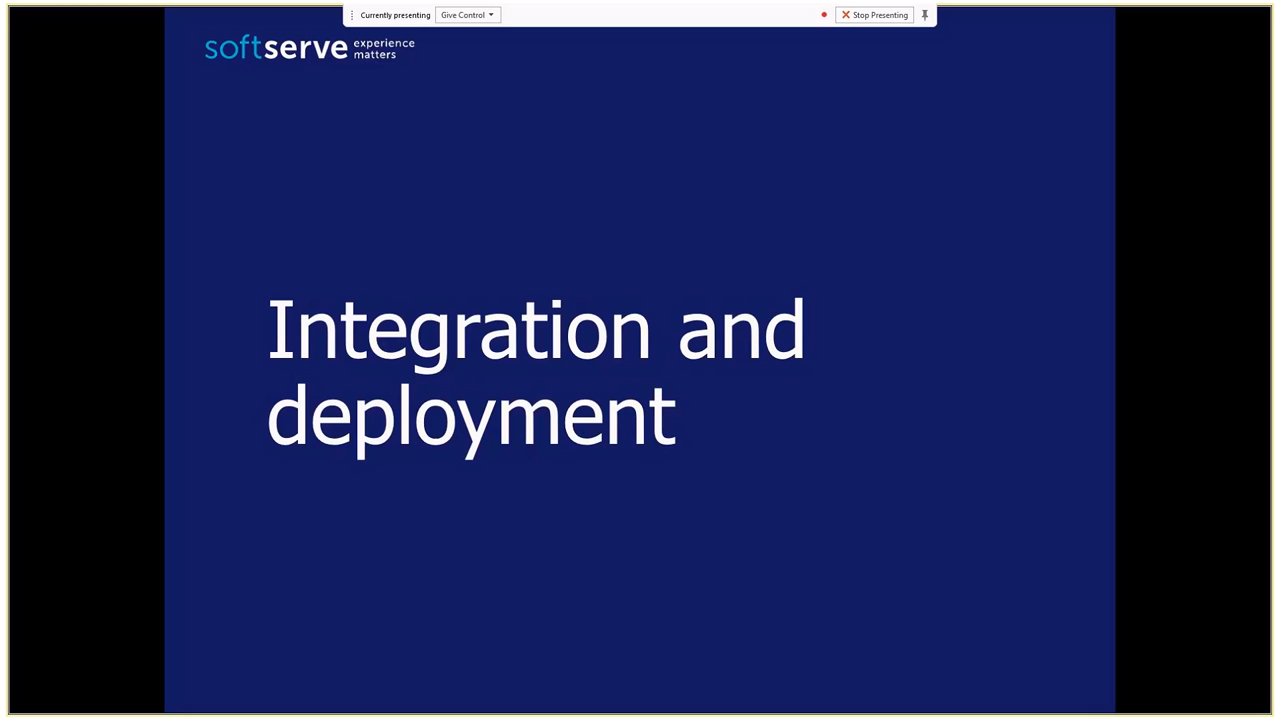 Currently presenting Give Control Stop Presenting
softserve experience matters
Integration and
deployment